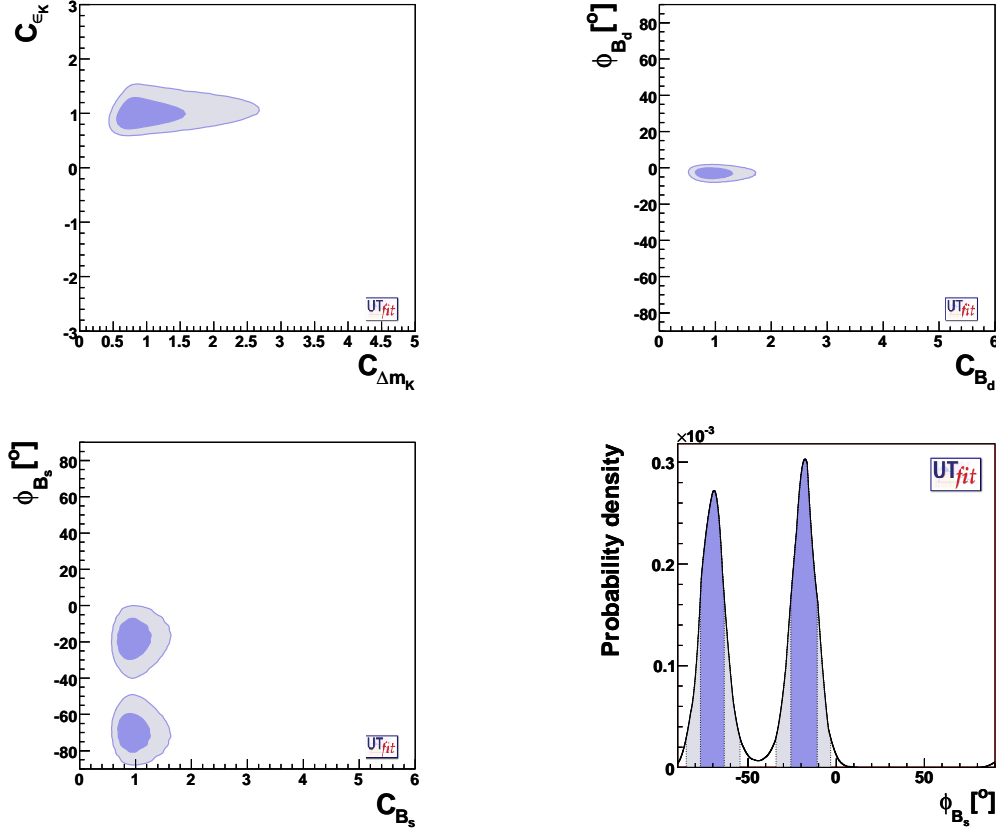 C_ε_K
3
2
1
0
-1
-2
-3
0 0.5 1 1.5 2 2.5 3 3.5 4 4.5 5
C_Δm_K
UTfit
ϕ_B_d [°]
80
60
40
20
0
-20
-40
-60
-80
0 1 2 3 4 5 6
C_B_d
UTfit
ϕ_B_s [°]
80
60
40
20
0
-20
-40
-60
-80
0 1 2 3 4 5 6
C_B_s
UTfit
×10⁻³
Probability density
0.3
0.2
0.1
0
-50 0 50
ϕ_B_s [°]
UTfit